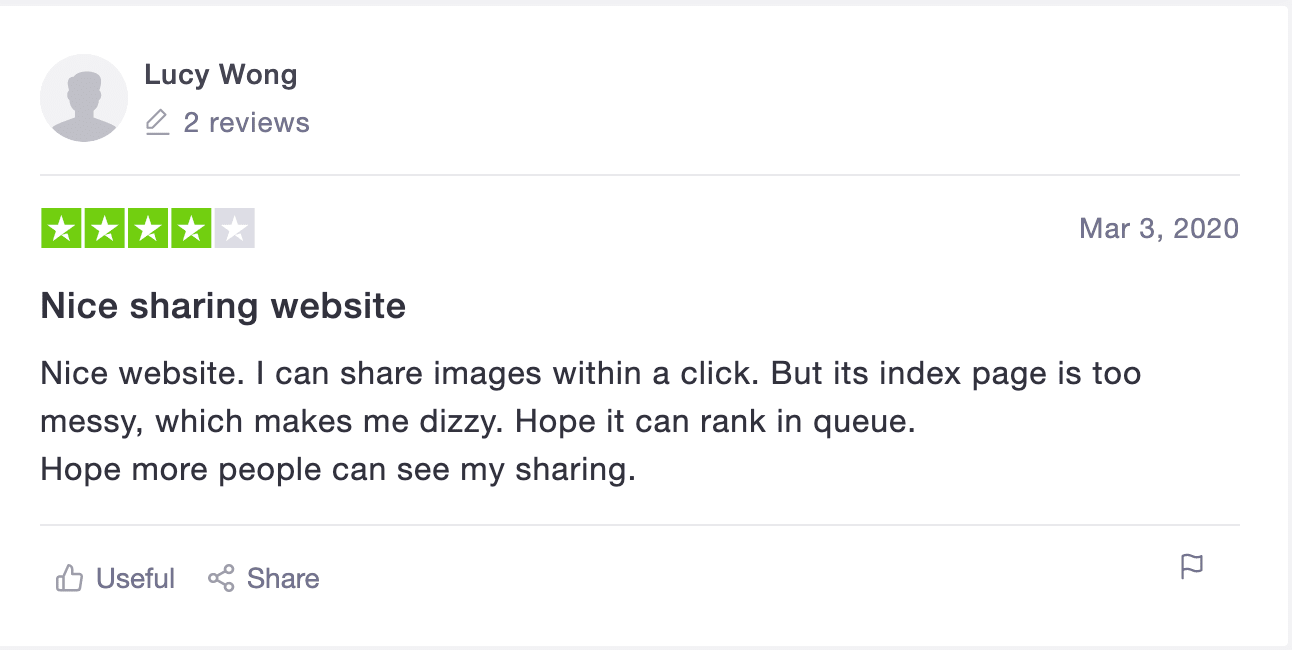 Lucy Wong
2 reviews
Mar 3, 2020
Nice sharing website
Nice website. I can share images within a click. But its index page is too
messy, which makes me dizzy. Hope it can rank in queue.
Hope more people can see my sharing.
Useful Share